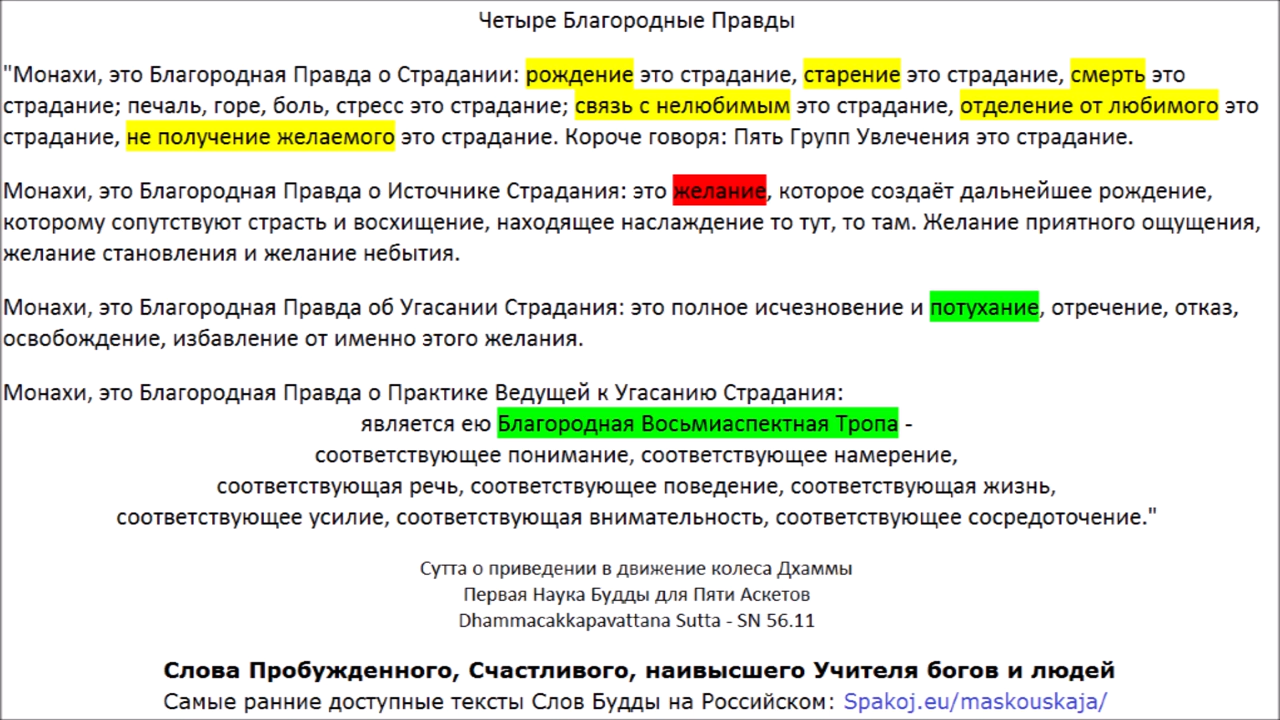 Четыре Благородные Правды
"Монахи, это Благородная Правда о Страдании: рождение это страдание, старение это страдание, смерть это
страдание; печаль, горе, боль, стресс это страдание; связь с нелюбимым это страдание, отделение от любимого это
страдание, не получение желаемого это страдание. Короче говоря: Пять Групп Увлечения это страдание.
Монахи, это Благородная Правда о Источнике Страдания: это желание, которое создаёт дальнейшее рождение,
которому сопутствуют страсть и восхищение, находящее наслаждение то тут, то там. Желание приятного ощущения,
желание становления и желание небытия.
Монахи, это Благородная Правда об Угасании Страдания: это полное исчезновение и потухание, отречение, отказ,
освобождение, избавление от именно этого желания.
Монахи, это Благородная Правда о Практике Ведущей к Угасанию Страдания:
является ею Благородная Восьмиаспектная Тропа -
соответствующее понимание, соответствующее намерение,
соответствующая речь, соответствующее поведение, соответствующая жизнь,
соответствующее усилие, соответствующая внимательность, соответствующее сосредоточение."
Сутта о приведении в движение колеса Дхаммы
Первая Наука Будды для Пяти Аскетов
Dhammacakkapavattana Sutta - SN 56.11
Слова Пробужденного, Счастливого, наивысшего Учителя богов и людей
Самые ранние доступные тексты Слов Будды на Российском: Spakoj.eu/maskouskaja/